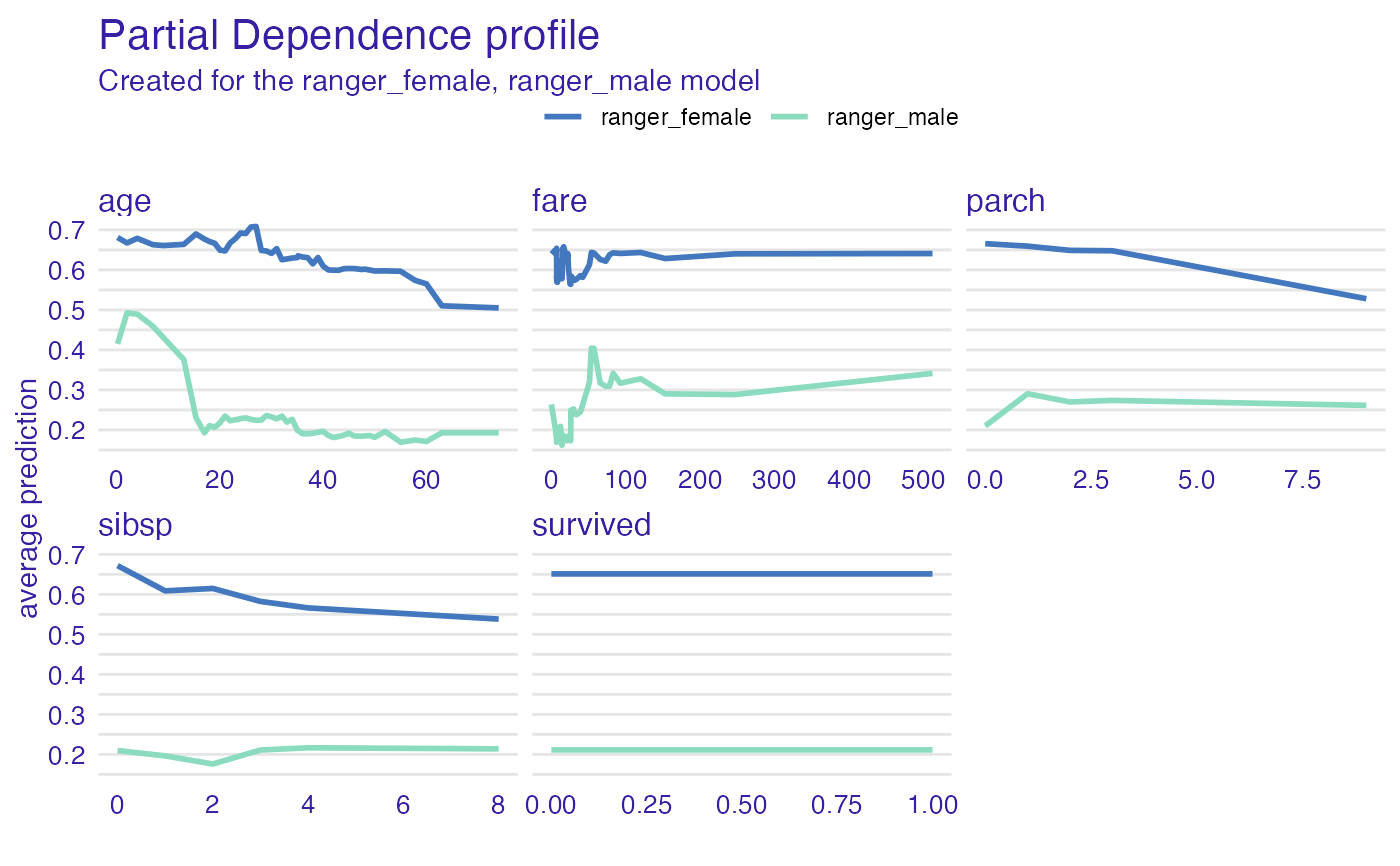 Partial Dependence profile
Created for the ranger_female, ranger_male model
ranger_female ranger_male
age fare parch
0.7
0.6
0.5
0.4
0.3
0.2
0 20 40 60 0 100 200 300 400 500 0.0 2.5 5.0 7.5
average prediction
sibsp survived
0.7
0.6
0.5
0.4
0.3
0.2
0 2 4 6 8 0.00 0.25 0.50 0.75 1.00